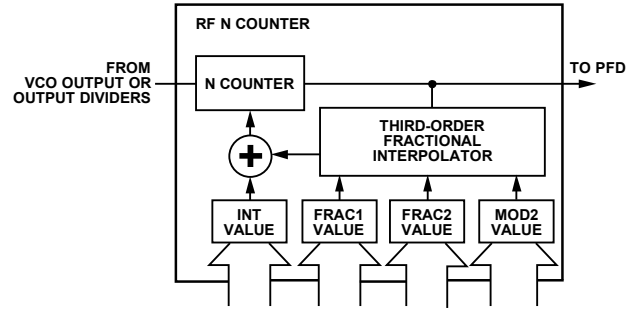 RF N COUNTER
FROM
VCO OUTPUT OR
OUTPUT DIVIDERS
N COUNTER
TO PFD
THIRD-ORDER
FRACTIONAL
INTERPOLATOR
+
INT
VALUE
FRAC1
VALUE
FRAC2
VALUE
MOD2
VALUE